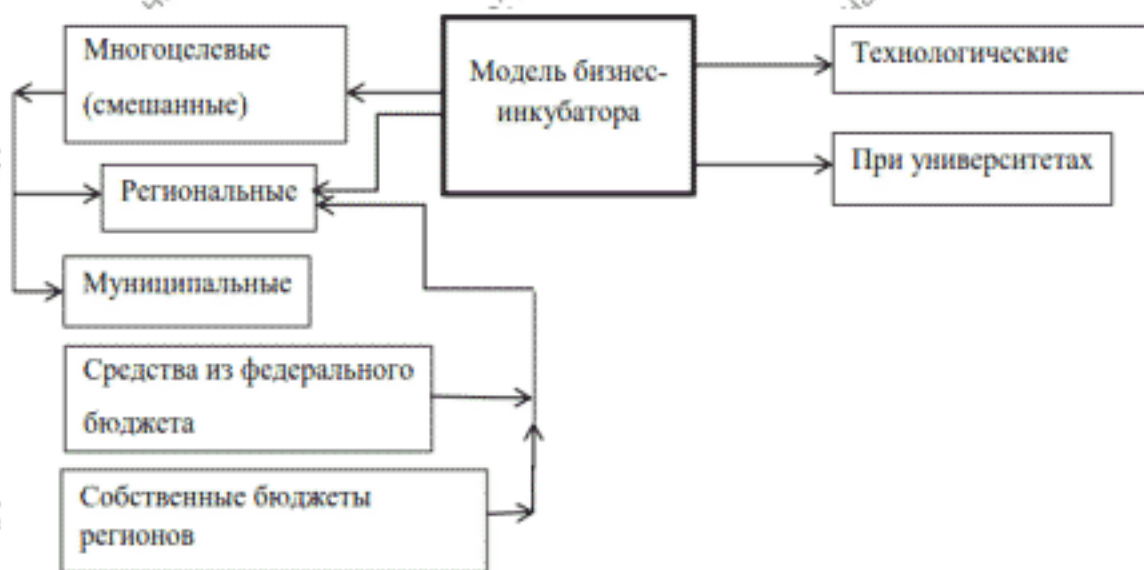 Многоцелевые
(смешанные)
Модель бизнес-
инкубатора
Технологические
При университетах
Региональные
Муниципальные
Средства из федерального
бюджета
Собственные бюджеты
регионов